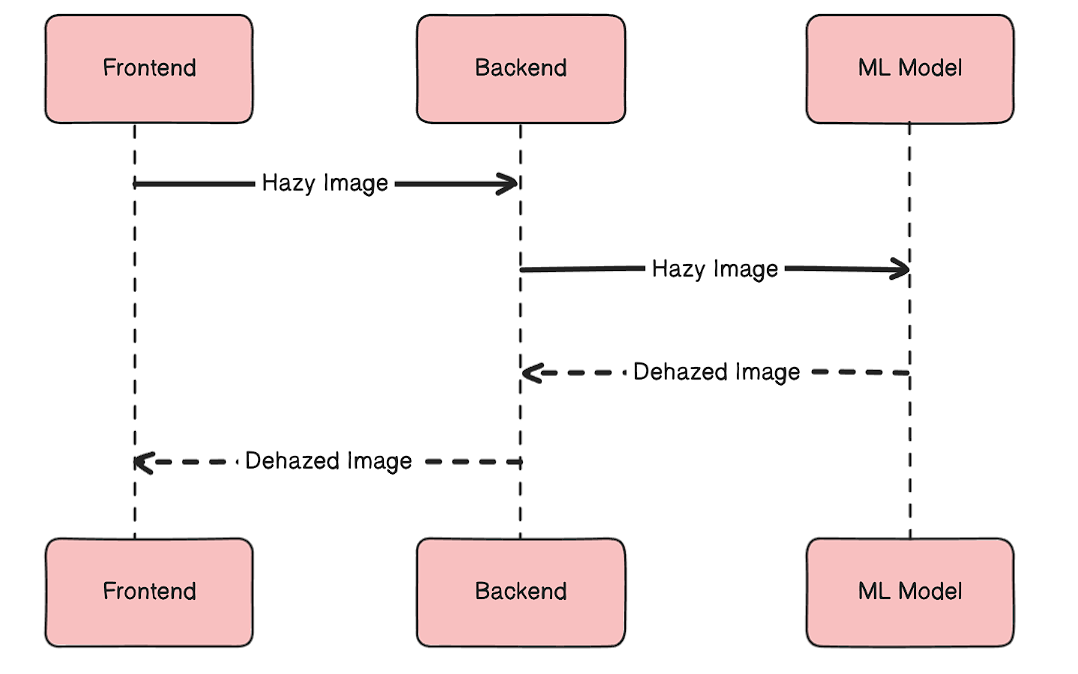 Frontend
Backend
ML Model
Hazy Image
Hazy Image
Dehazed Image
Dehazed Image
Frontend
Backend
ML Model